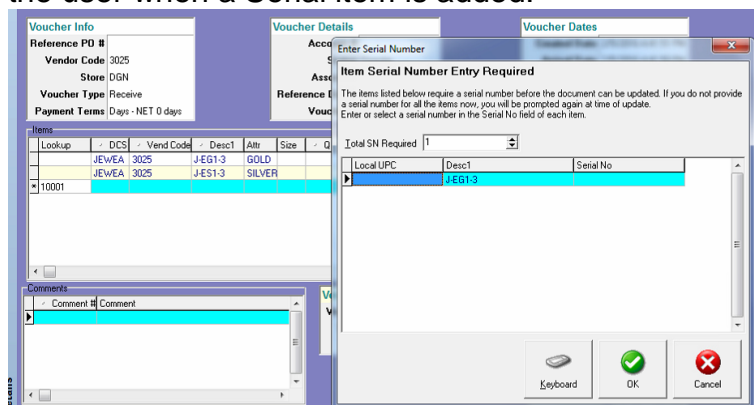 the user when a Serial item is added.
Voucher Info
Reference PO #
Vendor Code 3025
Store DGN
Voucher Type Receive
Payment Terms Days - NET 0 days
Voucher Details
Acco
Asso
Reference D
Vouc
Voucher Dates
Items
Lookup DCS Vend Code Desc1 Attr Size Q
JEWEA 3025 J-EG1-3 GOLD
JEWEA 3025 J-ES1-3 SILVER
* 10001
Comments
Comment # Comment
Enter Serial Number
Item Serial Number Entry Required
The items listed below require a serial number before the document can be updated. If you do not provide
a serial number for all the items now, you will be prompted again at time of update.
Enter or select a serial number in the Serial No field of each item.
Total SN Required 1
Local UPC Desc1 Serial No
J-EG1-3
Keyboard OK Cancel